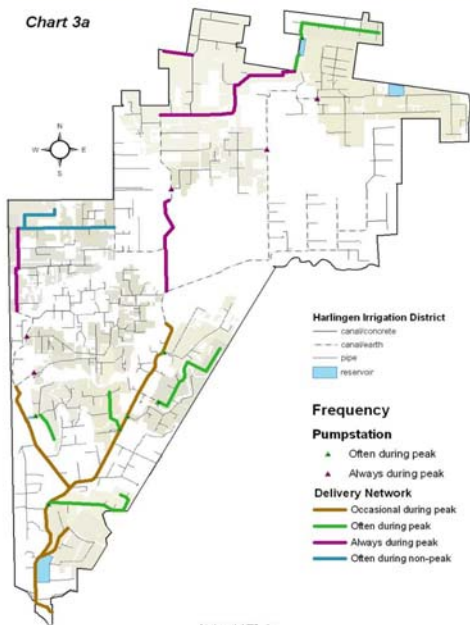 Chart 3a
N
W E
S
Harlingen Irrigation District
canal/concrete
canal/earth
pipe
reservoir
Frequency
Pumpstation
Often during peak
Always during peak
Delivery Network
Occasional during peak
Often during peak
Always during peak
Often during non-peak